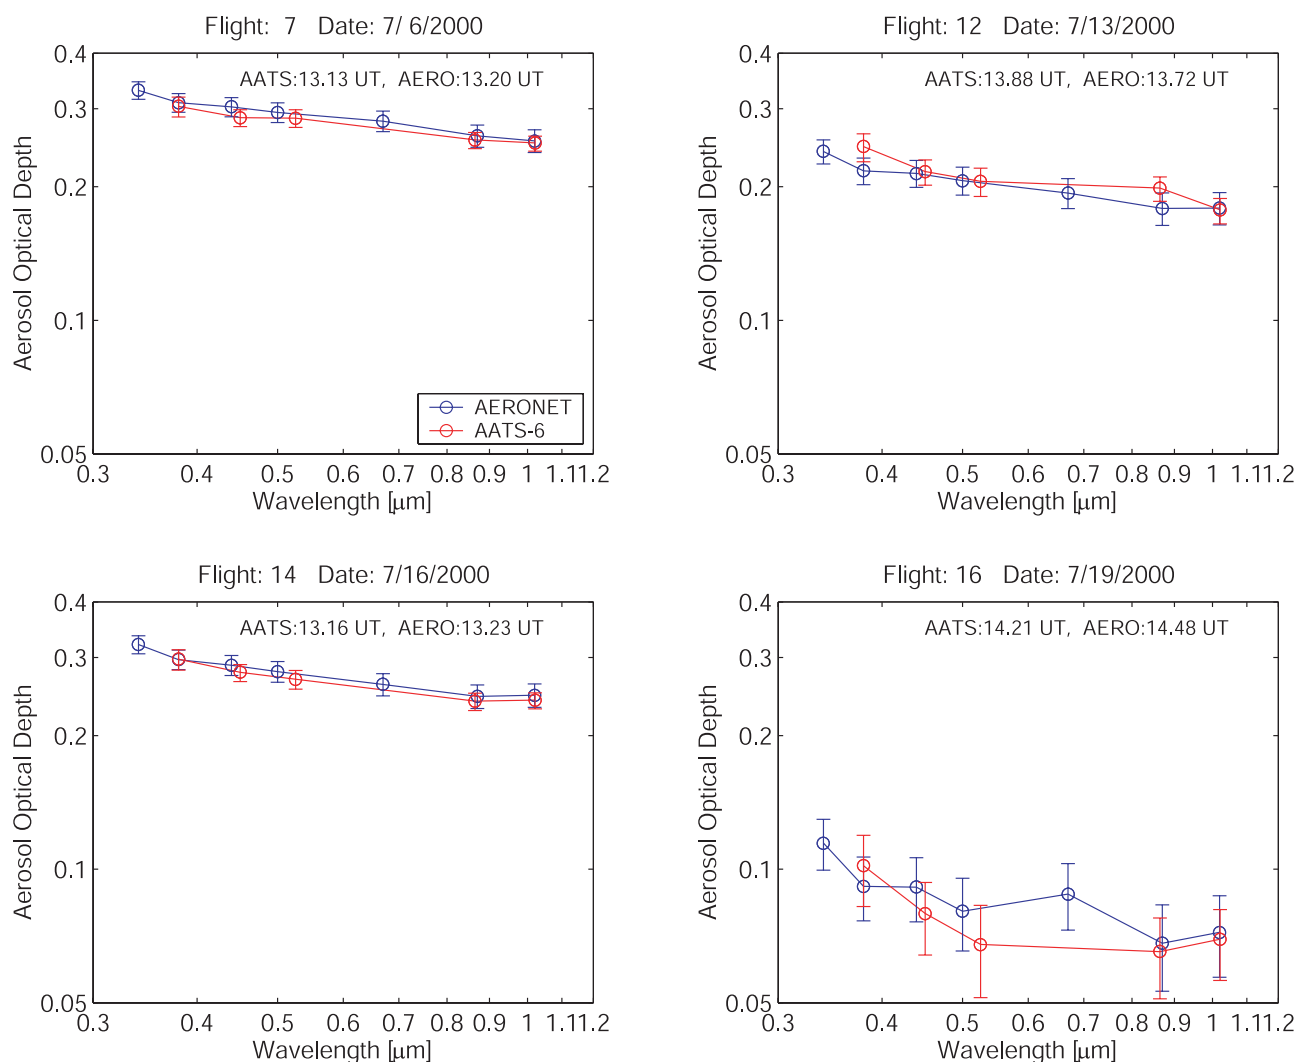 Flight: 7 Date: 7/ 6/2000
AATS:13.13 UT, AERO:13.20 UT
0.4
0.3
0.2
0.1
0.05
Aerosol Optical Depth
AERONET
AATS-6
0.3 0.4 0.5 0.6 0.7 0.8 0.9 1 1.11.2
Wavelength [μm]
Flight: 12 Date: 7/13/2000
AATS:13.88 UT, AERO:13.72 UT
0.4
0.3
0.2
0.1
0.05
Aerosol Optical Depth
0.3 0.4 0.5 0.6 0.7 0.8 0.9 1 1.11.2
Wavelength [μm]
Flight: 14 Date: 7/16/2000
AATS:13.16 UT, AERO:13.23 UT
0.4
0.3
0.2
0.1
0.05
Aerosol Optical Depth
0.3 0.4 0.5 0.6 0.7 0.8 0.9 1 1.11.2
Wavelength [μm]
Flight: 16 Date: 7/19/2000
AATS:14.21 UT, AERO:14.48 UT
0.4
0.3
0.2
0.1
0.05
Aerosol Optical Depth
0.3 0.4 0.5 0.6 0.7 0.8 0.9 1 1.11.2
Wavelength [μm]